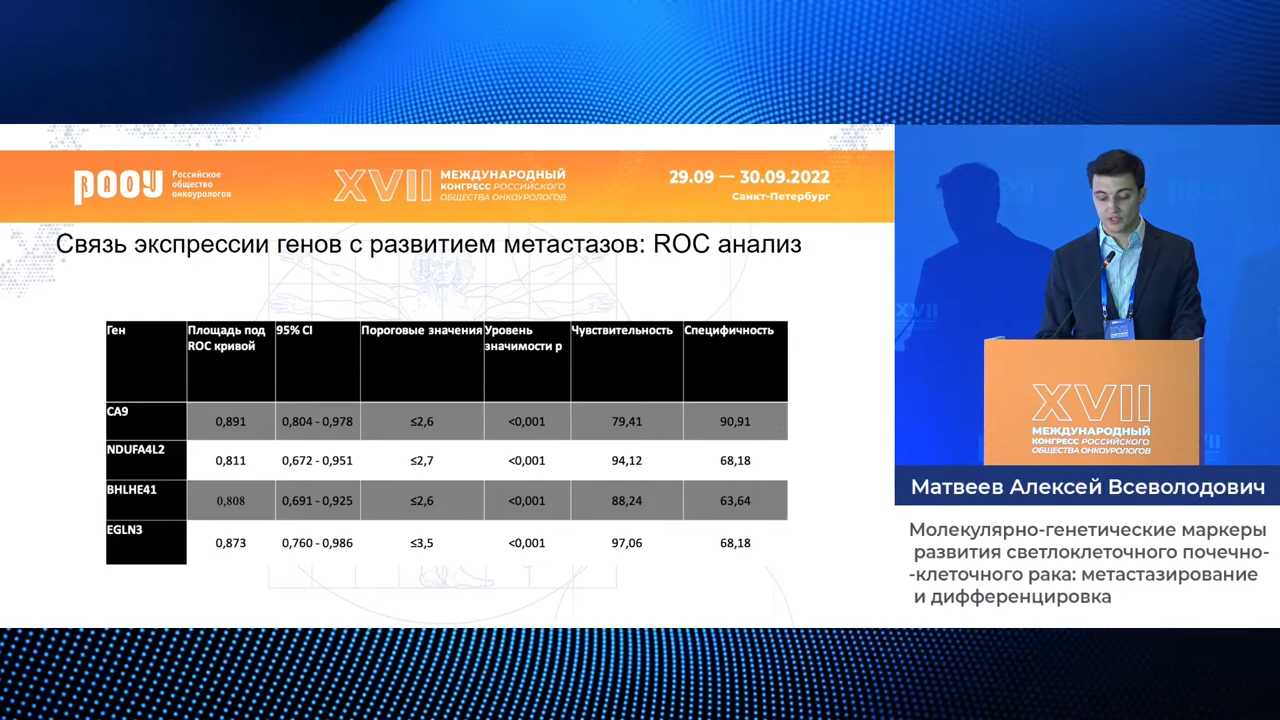 РООУ
Российское
общество
онкоурологов
XVII
МЕЖДУНАРОДНЫЙ
КОНГРЕСС РОССИЙСКОГО
ОБЩЕСТВА ОНКОУРОЛОГОВ
29.09 — 30.09.2022
Санкт-Петербург
Связь экспрессии генов с развитием метастазов: ROC анализ
Ген Площадь под 95% CI Пороговые значения Уровень Чувствительность Специфичность
ROC кривой значимости p
CA9 0,891 0,804 - 0,978 ≤2,6 <0,001 79,41 90,91
NDUFA4L2 0,811 0,672 - 0,951 ≤2,7 <0,001 94,12 68,18
BHLHE41 0,808 0,691 - 0,925 ≤2,6 <0,001 88,24 63,64
EGLN3 0,873 0,760 - 0,986 ≤3,5 <0,001 97,06 68,18
XVII
XVII
МЕЖДУНАРОДНЫЙ
КОНГРЕСС РОССИЙСКОГО
ОБЩЕСТВА ОНКОУРОЛОГОВ
Матвеев Алексей Всеволодович
Молекулярно-генетические маркеры
развития светлоклеточного почечно-
-клеточного рака: метастазирование
и дифференцировка